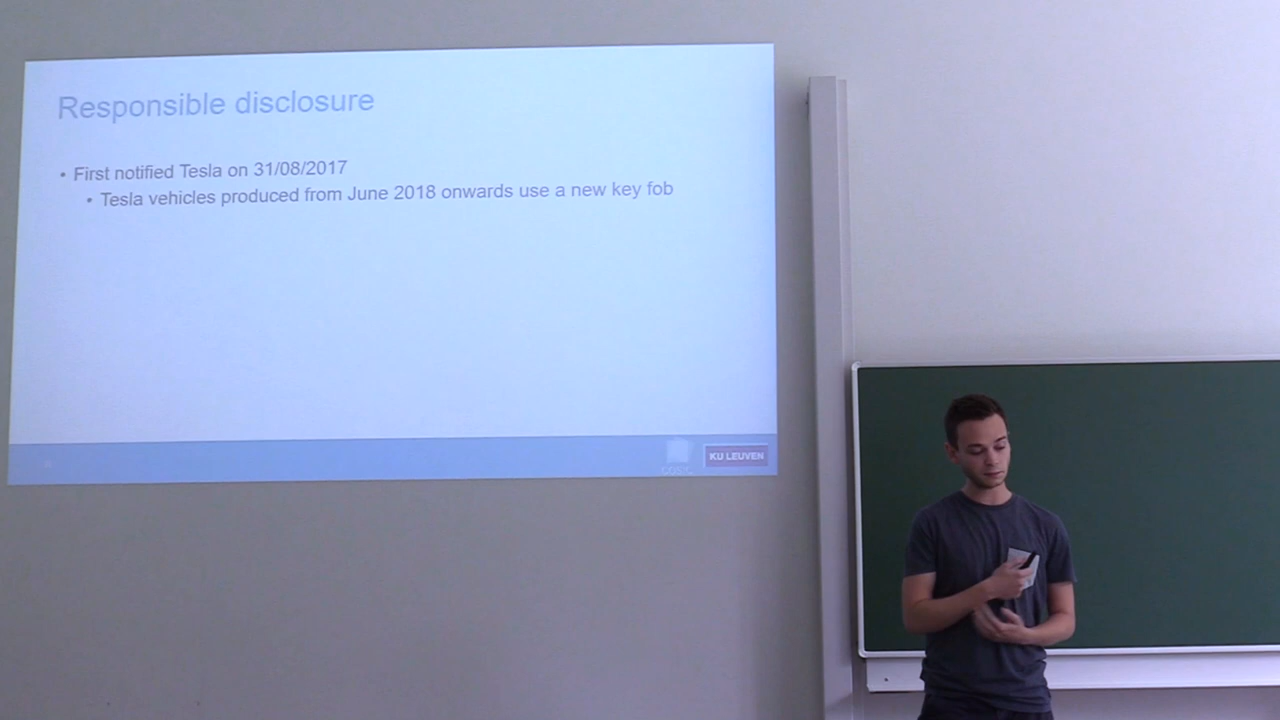 Responsible disclosure
• First notified Tesla on 31/08/2017
• Tesla vehicles produced from June 2018 onwards use a new key fob
KU LEUVEN